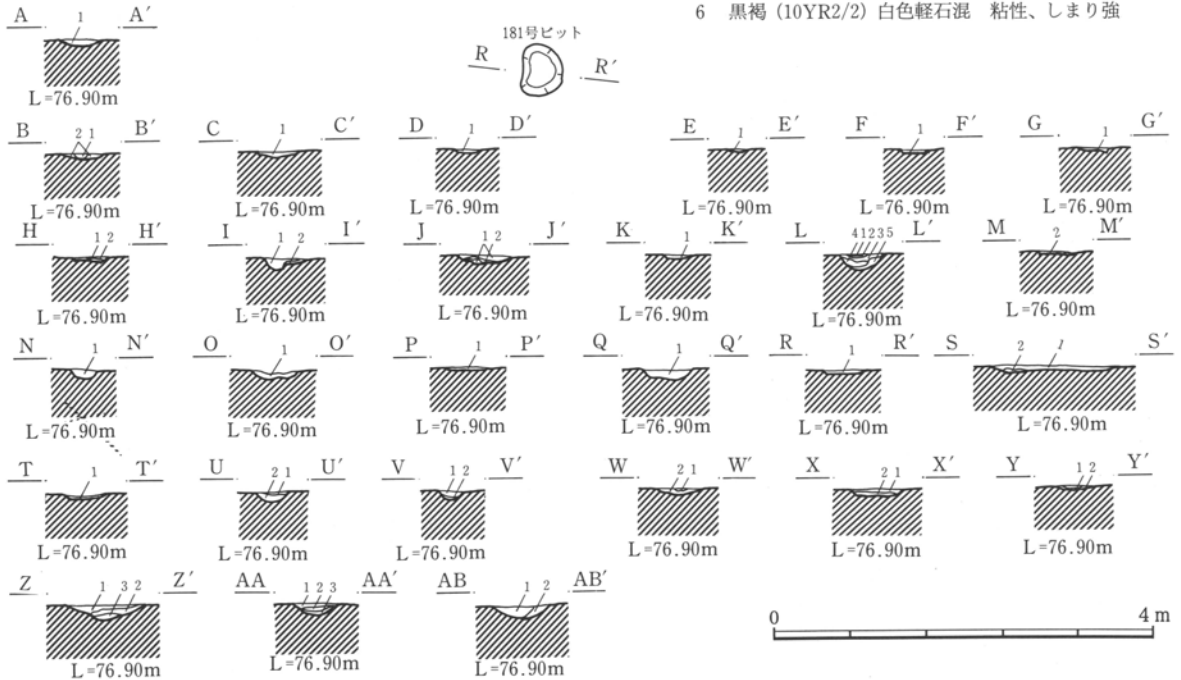 6 黒褐（10YR2/2）白色軽石混 粘性、しまり強
A 1 A′
L=76.90m
181号ピット
R R′
B 2 1 B′
L=76.90m
C 1 C′
L=76.90m
D 1 D′
L=76.90m
E 1 E′
L=76.90m
F 1 F′
L=76.90m
G 1 G′
L=76.90m
H 1 2 H′
L=76.90m
I 1 2 I′
L=76.90m
J 1 2 J′
L=76.90m
K 1 K′
L=76.90m
L 4 1 2 3 5 L′
L=76.90m
M 2 M′
L=76.90m
N 1 N′
L=76.90m
O 1 O′
L=76.90m
P 1 P′
L=76.90m
Q 1 Q′
L=76.90m
R 1 R′
L=76.90m
S 2 1 S′
L=76.90m
T 1 T′
L=76.90m
U 2 1 U′
L=76.90m
V 1 2 V′
L=76.90m
W 2 1 W′
L=76.90m
X 2 1 X′
L=76.90m
Y 1 2 Y′
L=76.90m
Z 1 3 2 Z′
L=76.90m
AA 1 2 3 AA′
L=76.90m
AB 1 2 AB′
L=76.90m
0 4 m